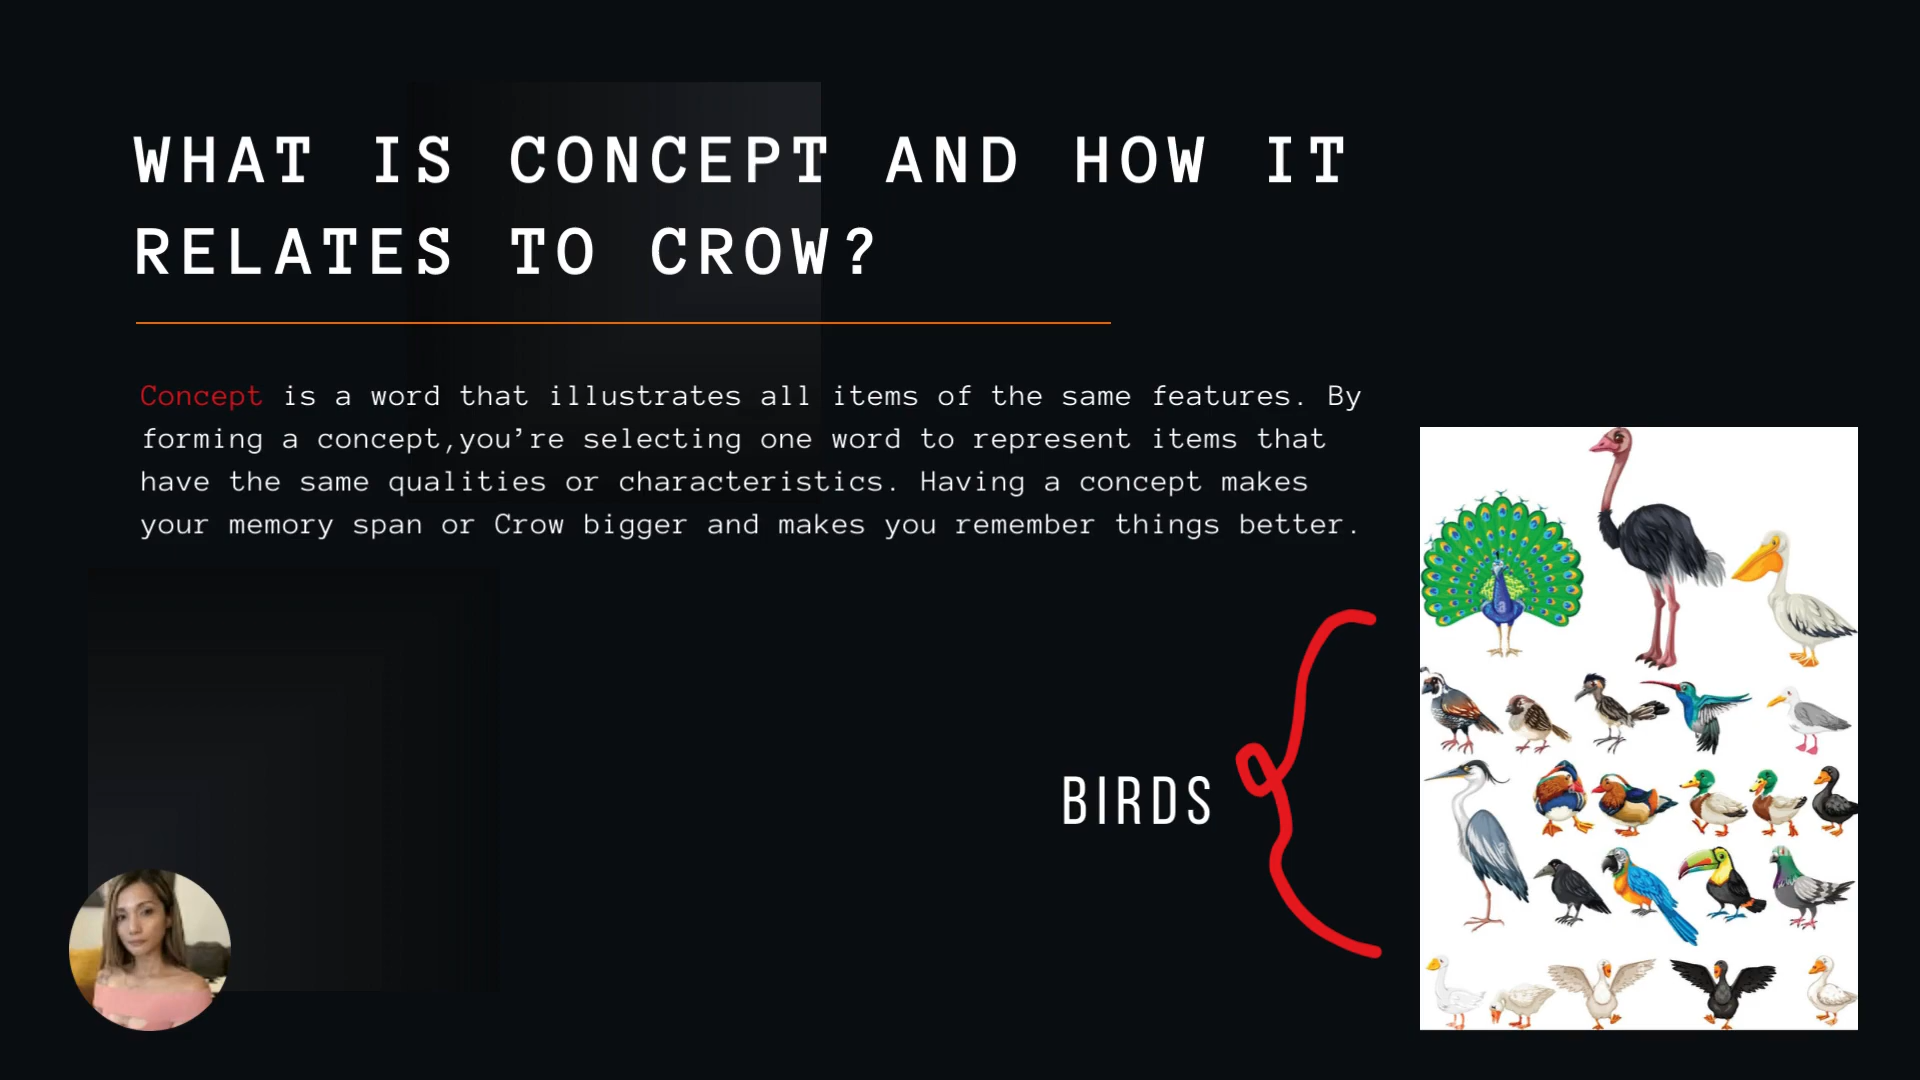 WHAT IS CONCEPT AND HOW IT
RELATES TO CROW?
Concept is a word that illustrates all items of the same features. By
forming a concept,you’re selecting one word to represent items that
have the same qualities or characteristics. Having a concept makes
your memory span or Crow bigger and makes you remember things better.
BIRDS